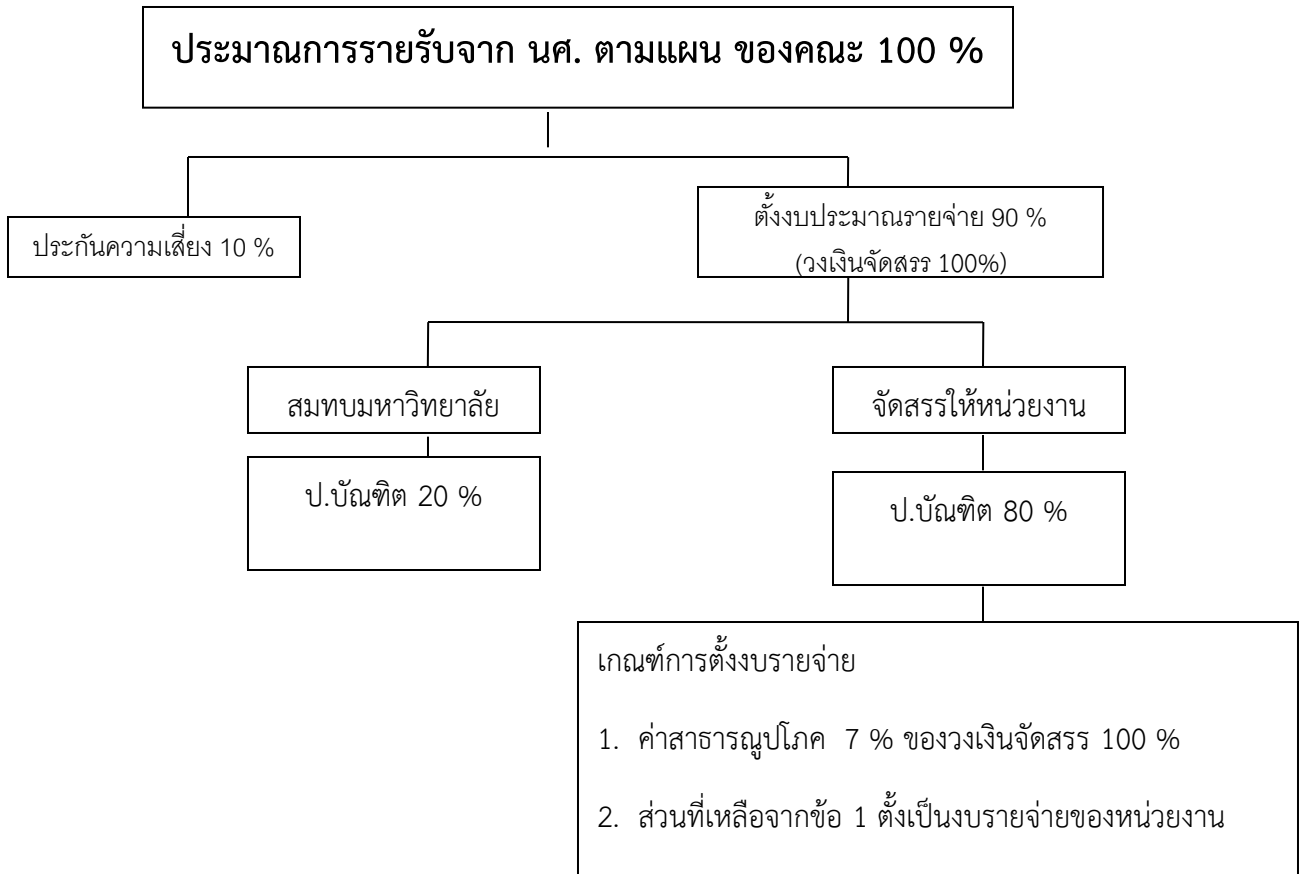 ประมาณการรายรับจาก นศ. ตามแผน ของคณะ 100 %
ประกันความเสี่ยง 10 %
ตั้งงบประมาณรายจ่าย 90 %
(วงเงินจัดสรร 100%)
สมทบมหาวิทยาลัย
จัดสรรให้หน่วยงาน
ป.บัณฑิต 20 %
ป.บัณฑิต 80 %
เกณฑ์การตั้งงบรายจ่าย
1. ค่าสาธารณูปโภค 7 % ของวงเงินจัดสรร 100 %
2. ส่วนที่เหลือจากข้อ 1 ตั้งเป็นงบรายจ่ายของหน่วยงาน